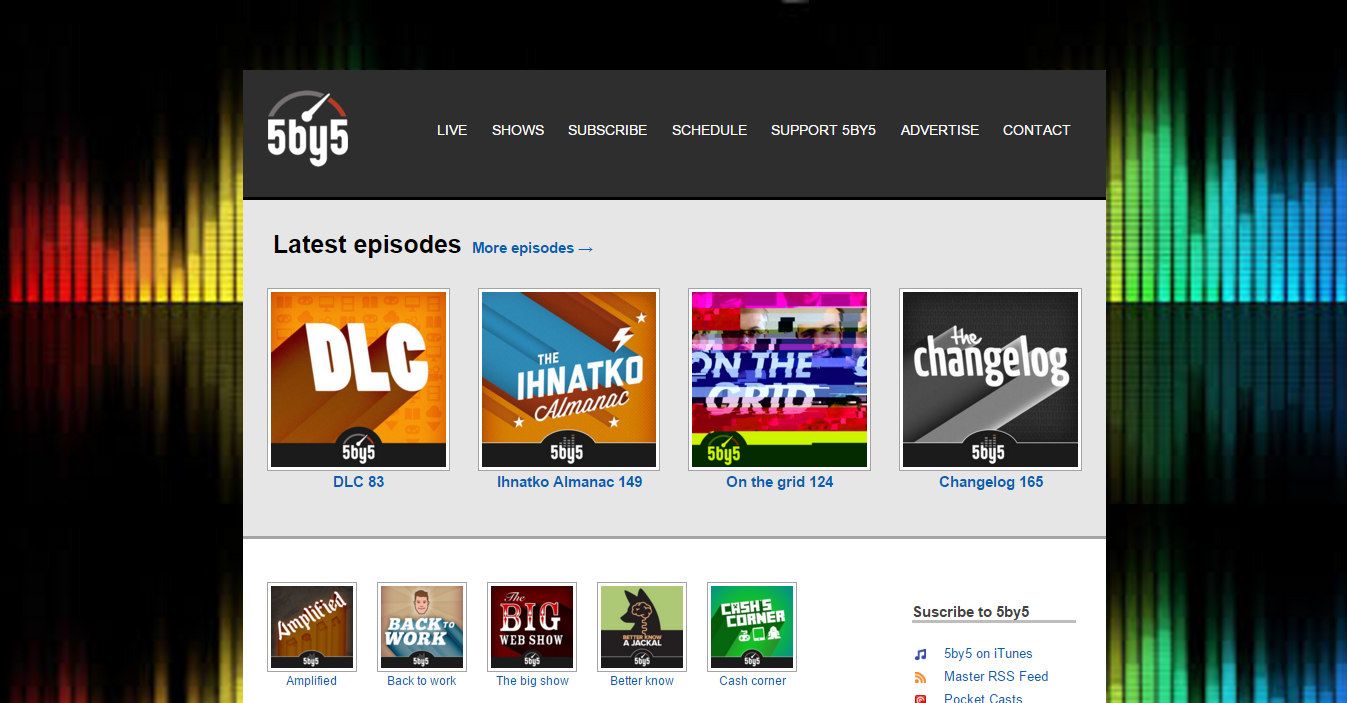 5by5
LIVE SHOWS SUBSCRIBE SCHEDULE SUPPORT 5BY5 ADVERTISE CONTACT
Latest episodes More episodes →
DLC
5by5
THE
IHNATKO
Almanac
5by5
ON THE
GRID
5by5
the
changelog
5by5
DLC 83 Ihnatko Almanac 149 On the grid 124 Changelog 165
Amplified
5by5
BACK TO
WORK
5by5
The
BIG
WEB SHOW
5by5
BETTER KNOW
A JACKAL
5by5
CASH'S
CORNER
5by5
Amplified Back to work The big show Better know Cash corner
Suscribe to 5by5
5by5 on iTunes
Master RSS Feed
Pocket Casts